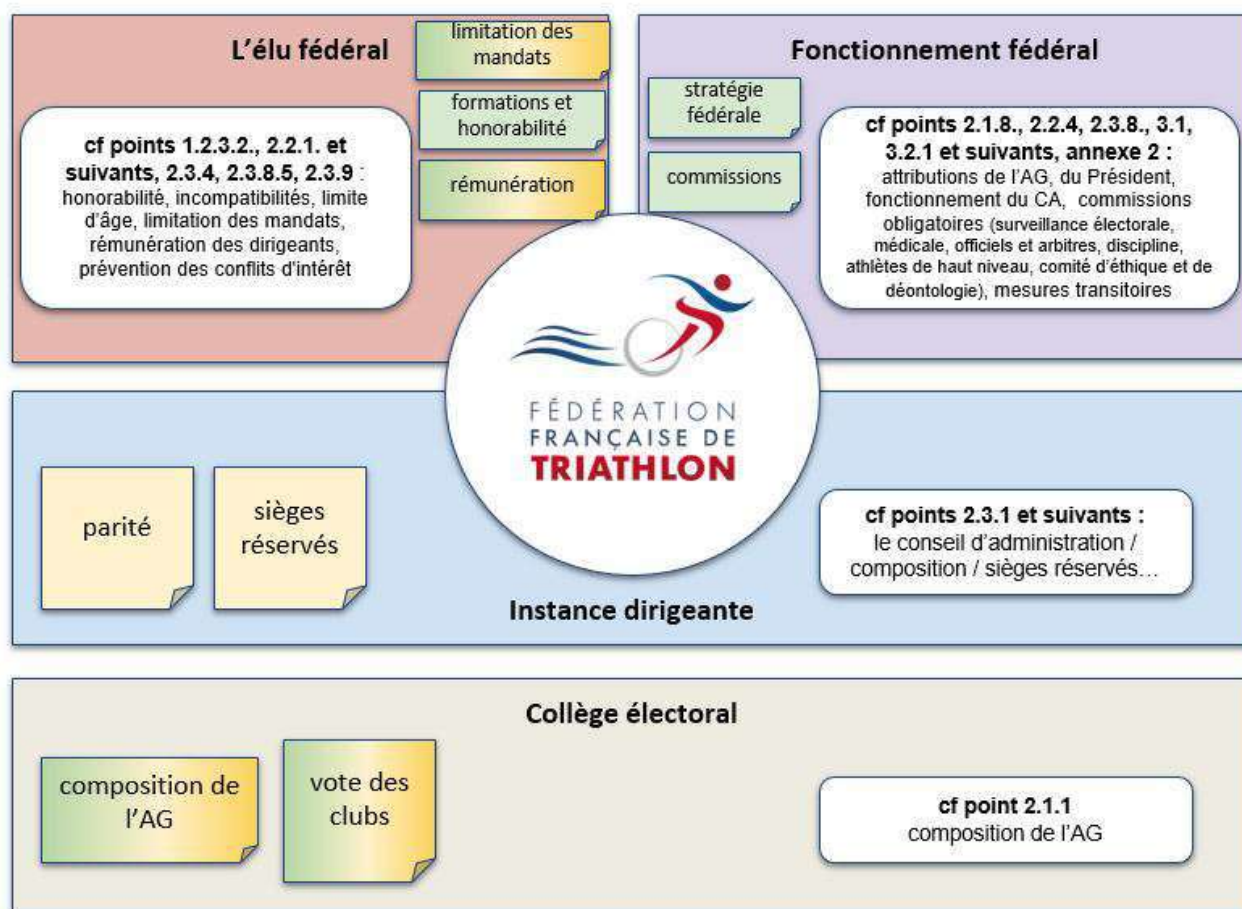 L'élu fédéral
limitation des
mandats
formations et
honorabilité
rémunération
cf points 1.2.3.2., 2.2.1. et
suivants, 2.3.4, 2.3.8.5, 2.3.9 :
honorabilité, incompatibilités, limite
d'âge, limitation des mandats,
rémunération des dirigeants,
prévention des conflits d'intérêt
Fonctionnement fédéral
stratégie
fédérale
commissions
cf points 2.1.8., 2.2.4, 2.3.8., 3.1,
3.2.1 et suivants, annexe 2 :
attributions de l'AG, du Président,
fonctionnement du CA, commissions
obligatoires (surveillance électorale,
médicale, officiels et arbitres, discipline,
athlètes de haut niveau, comité d'éthique et de
déontologie), mesures transitoires
FÉDÉRATION
FRANÇAISE DE
TRIATHLON
parité
sièges
réservés
cf points 2.3.1 et suivants :
le conseil d'administration /
composition / sièges réservés…
Instance dirigeante
Collège électoral
composition de
l'AG
vote des
clubs
cf point 2.1.1
composition de l'AG